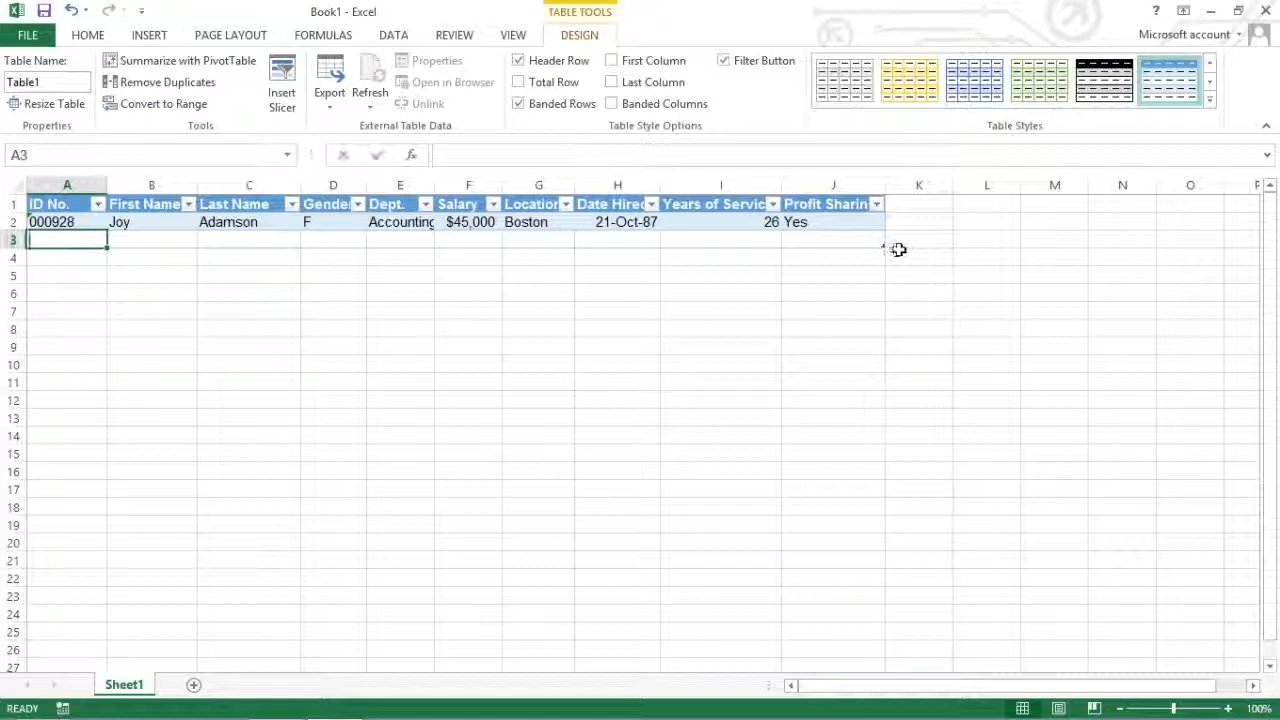 Book1 - Excel
TABLE TOOLS
?
FILE
HOME
INSERT
PAGE LAYOUT
FORMULAS
DATA
REVIEW
VIEW
DESIGN
Microsoft account
Table Name:
Table1
Resize Table
Properties
Summarize with PivotTable
Remove Duplicates
Convert to Range
Tools
Insert
Slicer
Export
Refresh
Properties
Open in Browser
Unlink
External Table Data
Header Row
Total Row
Banded Rows
First Column
Last Column
Banded Columns
Filter Button
Table Style Options
Table Styles
A3
fx
A B C D E F G H I J K L M N O P
1 ID No. First Name Last Name Gender Dept. Salary Location Date Hired Years of Servic Profit Sharin
2 000928 Joy Adamson F Accounting $45,000 Boston 21-Oct-87 26 Yes
3
4
5
6
7
8
9
10
11
12
13
14
15
16
17
18
19
20
21
22
23
24
25
26
27
Sheet1
READY
100%